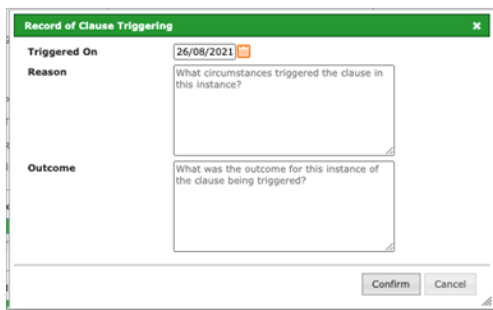 Record of Clause Triggering
Triggered On 26/08/2021
Reason
What circumstances triggered the clause in
this instance?
Outcome
What was the outcome for this instance of
the clause being triggered?
Confirm Cancel